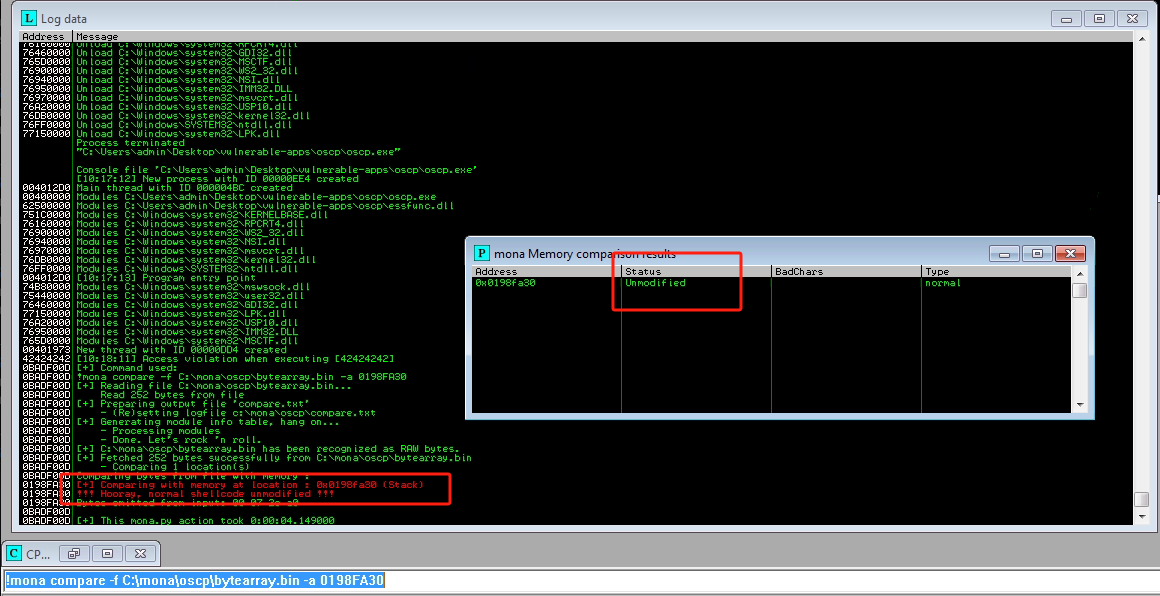 Log data
Address Message
76160000 Unload C:\Windows\system32\RPCRT4.dll
76460000 Unload C:\Windows\system32\GDI32.dll
765D0000 Unload C:\Windows\system32\MSCTF.dll
76900000 Unload C:\Windows\system32\WS2_32.dll
76940000 Unload C:\Windows\system32\NSI.dll
76950000 Unload C:\Windows\system32\IMM32.DLL
76970000 Unload C:\Windows\system32\msvcrt.dll
76A20000 Unload C:\Windows\system32\USP10.dll
76DB0000 Unload C:\Windows\system32\kernel32.dll
76FF0000 Unload C:\Windows\SYSTEM32\ntdll.dll
77150000 Unload C:\Windows\system32\LPK.dll
Process terminated
"C:\Users\admin\Desktop\vulnerable-apps\oscp\oscp.exe"
Console file 'C:\Users\admin\Desktop\vulnerable-apps\oscp\oscp.exe'
[10:17:12] New process with ID 00000EE4 created
004012D0 Main thread with ID 000004BC created
00400000 Modules C:\Users\admin\Desktop\vulnerable-apps\oscp\oscp.exe
62500000 Modules C:\Users\admin\Desktop\vulnerable-apps\oscp\essfunc.dll
751C0000 Modules C:\Windows\system32\KERNELBASE.dll
76160000 Modules C:\Windows\system32\RPCRT4.dll
76900000 Modules C:\Windows\system32\WS2_32.dll
76940000 Modules C:\Windows\system32\NSI.dll
76970000 Modules C:\Windows\system32\msvcrt.dll
76DB0000 Modules C:\Windows\system32\kernel32.dll
76FF0000 Modules C:\Windows\SYSTEM32\ntdll.dll
004012D0 [10:17:13] Program entry point
74B80000 Modules C:\Windows\system32\mswsock.dll
75440000 Modules C:\Windows\system32\user32.dll
76460000 Modules C:\Windows\system32\GDI32.dll
77150000 Modules C:\Windows\system32\LPK.dll
76A20000 Modules C:\Windows\system32\USP10.dll
76950000 Modules C:\Windows\system32\IMM32.DLL
765D0000 Modules C:\Windows\system32\MSCTF.dll
00401973 New thread with ID 00000DD4 created
42424242 [10:18:11] Access violation when executing [42424242]
0BADF00D [+] Command used:
0BADF00D !mona compare -f C:\mona\oscp\bytearray.bin -a 0198FA30
0BADF00D [+] Reading file C:\mona\oscp\bytearray.bin...
0BADF00D Read 252 bytes from file
0BADF00D [+] Preparing output file 'compare.txt'
0BADF00D - (Re)setting logfile c:\mona\oscp\compare.txt
0BADF00D [+] Generating module info table, hang on...
0BADF00D - Processing modules
0BADF00D - Done. Let's rock 'n roll.
0BADF00D [+] C:\mona\oscp\bytearray.bin has been recognized as RAW bytes.
0BADF00D [+] Fetched 252 bytes successfully from C:\mona\oscp\bytearray.bin
0BADF00D - Comparing 1 location(s)
0BADF00D Comparing bytes from file with memory :
0198FA30 [+] Comparing with memory at location : 0x0198fa30 (Stack)
0198FA30 !!! Hooray, normal shellcode unmodified !!!
0198FA30 Bytes omitted from input: 00 07 2e a0
0BADF00D
0BADF00D [+] This mona.py action took 0:00:04.149000
mona Memory comparison results
Address Status BadChars Type
0x0198fa30 Unmodified normal
CP...
!mona compare -f C:\mona\oscp\bytearray.bin -a 0198FA30